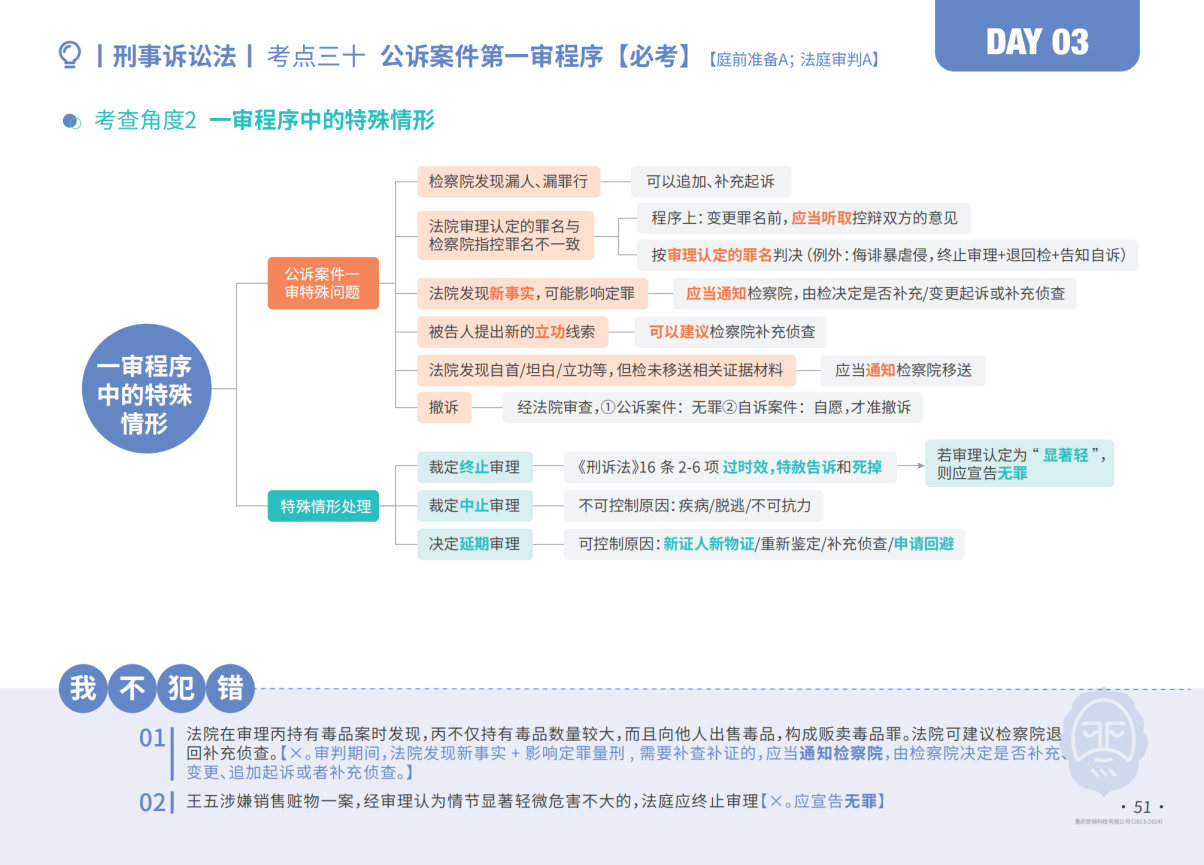 DAY 03
|刑事诉讼法| 考点三十 公诉案件第一审程序【必考】【庭前准备A；法庭审判A】
考查角度2 一审程序中的特殊情形
一审程序
中的特殊
情形
公诉案件一
审特殊问题
检察院发现漏人、漏罪行
可以追加、补充起诉
法院审理认定的罪名与
检察院指控罪名不一致
程序上：变更罪名前，应当听取控辩双方的意见
按审理认定的罪名判决（例外：侮诽暴虐侵，终止审理+退回检+告知自诉）
法院发现新事实，可能影响定罪
应当通知检察院，由检决定是否补充/变更起诉或补充侦查
被告人提出新的立功线索
可以建议检察院补充侦查
法院发现自首/坦白/立功等，但检未移送相关证据材料
应当通知检察院移送
撤诉
经法院审查，①公诉案件：无罪②自诉案件：自愿，才准撤诉
特殊情形处理
裁定终止审理
《刑诉法》16 条 2-6 项 过时效，特赦告诉和死掉
若审理认定为“ 显著轻 ”，
则应宣告无罪
裁定中止审理
不可控制原因：疾病/脱逃/不可抗力
决定延期审理
可控制原因：新证人新物证/重新鉴定/补充侦查/申请回避
我不犯错
01
法院在审理丙持有毒品案时发现，丙不仅持有毒品数量较大，而且向他人出售毒品，构成贩卖毒品罪。法院可建议检察院退
回补充侦查。【×。审判期间，法院发现新事实 + 影响定罪量刑，需要补查补证的，应当通知检察院，由检察院决定是否补充、
变更、追加起诉或者补充侦查。】
02
王五涉嫌销售赃物一案，经审理认为情节显著轻微危害不大的，法庭应终止审理【×。应宣告无罪】
· 51 ·